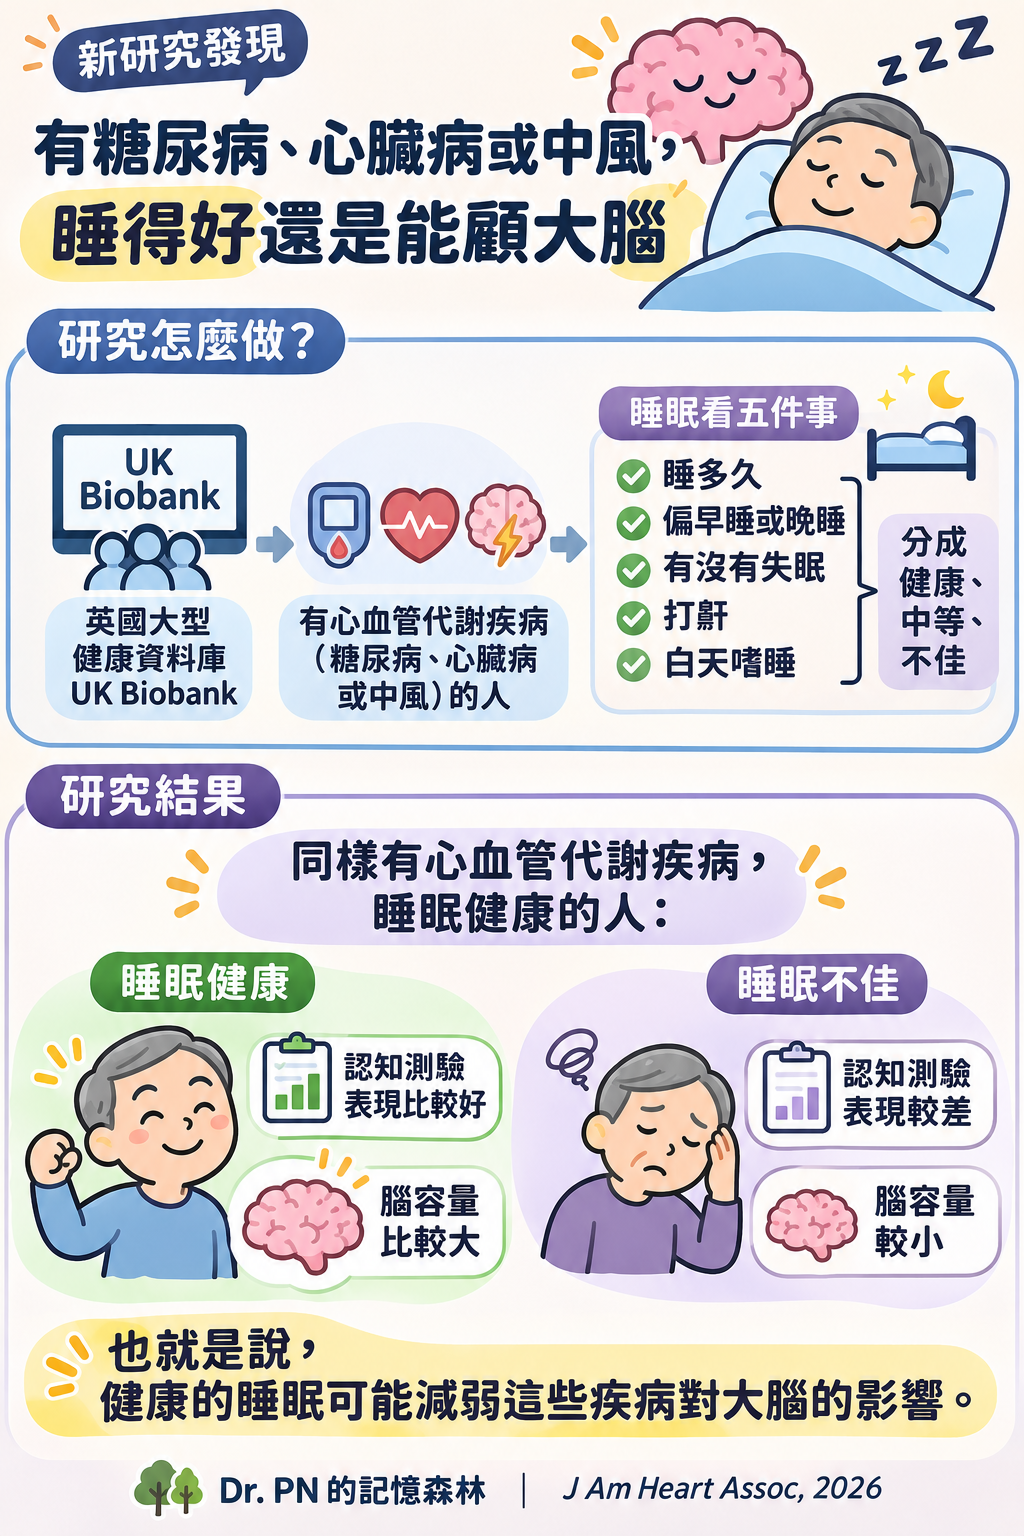 新研究發現
zzZ
有糖尿病、心臟病或中風，
睡得好還是能顧大腦
研究怎麼做？
UK
Biobank
英國大型
健康資料庫
UK Biobank
有心血管代謝疾病
（糖尿病、心臟病
或中風）的人
睡眠看五件事
睡多久
偏早睡或晚睡
有沒有失眠
打鼾
白天嗜睡
分成
健康、
中等、
不佳
研究結果
同樣有心血管代謝疾病，
睡眠健康的人：
睡眠健康
認知測驗
表現比較好
腦容量
比較大
睡眠不佳
認知測驗
表現較差
腦容量
較小
也就是說，
健康的睡眠可能減弱這些疾病對大腦的影響。
Dr. PN 的記憶森林 | J Am Heart Assoc, 2026